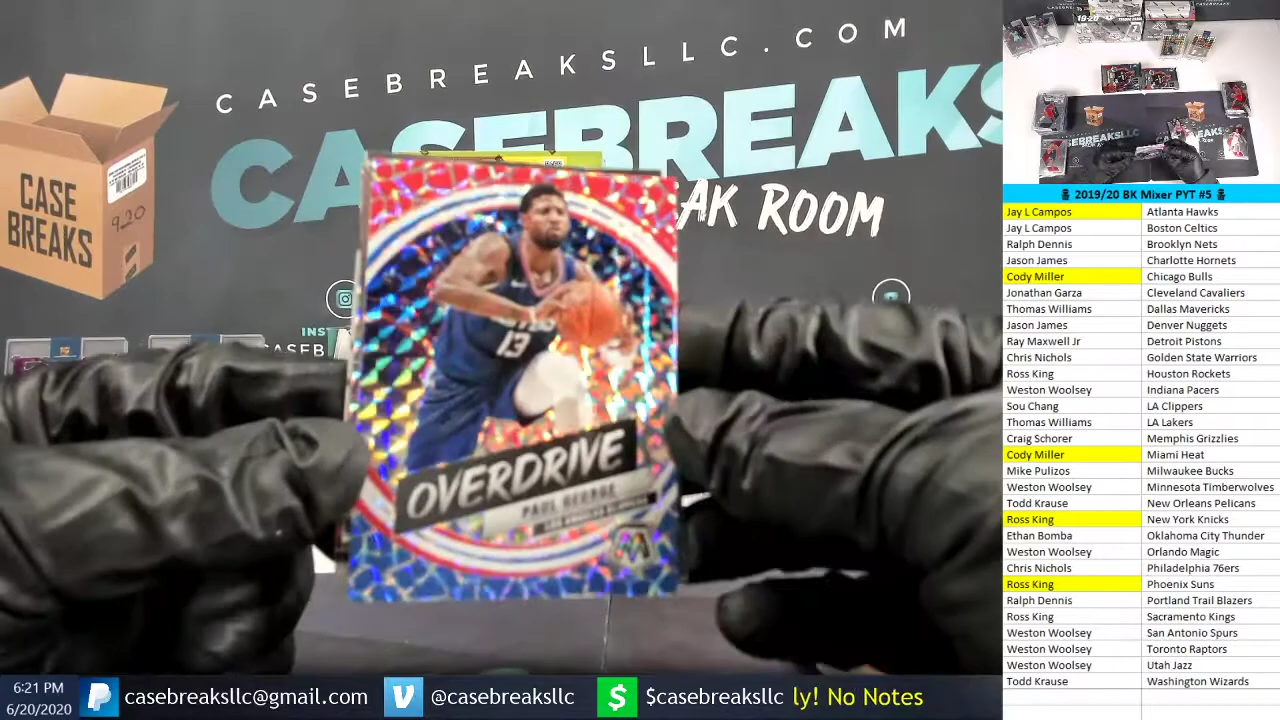 CASEBREAKSLLC.COM
CASEBREAKS
AK ROOM
CASE
BREAKS
920
INST
CASEB
13
OVERDRIVE
PAUL GEORGE
LOS ANGELES CLIPPERS
2019/20 BK Mixer PYT #5
Jay L Campos Atlanta Hawks
Jay L Campos Boston Celtics
Ralph Dennis Brooklyn Nets
Jason James Charlotte Hornets
Cody Miller Chicago Bulls
Jonathan Garza Cleveland Cavaliers
Thomas Williams Dallas Mavericks
Jason James Denver Nuggets
Ray Maxwell Jr Detroit Pistons
Chris Nichols Golden State Warriors
Ross King Houston Rockets
Weston Woolsey Indiana Pacers
Sou Chang LA Clippers
Thomas Williams LA Lakers
Craig Schorer Memphis Grizzlies
Cody Miller Miami Heat
Mike Pulizos Milwaukee Bucks
Weston Woolsey Minnesota Timberwolves
Todd Krause New Orleans Pelicans
Ross King New York Knicks
Ethan Bomba Oklahoma City Thunder
Weston Woolsey Orlando Magic
Chris Nichols Philadelphia 76ers
Ross King Phoenix Suns
Ralph Dennis Portland Trail Blazers
Ross King Sacramento Kings
Weston Woolsey San Antonio Spurs
Weston Woolsey Toronto Raptors
Weston Woolsey Utah Jazz
Todd Krause Washington Wizards
6:21 PM
6/20/2020
casebreaksllc@gmail.com
@casebreaksllc
$casebreaksllc
ly! No Notes